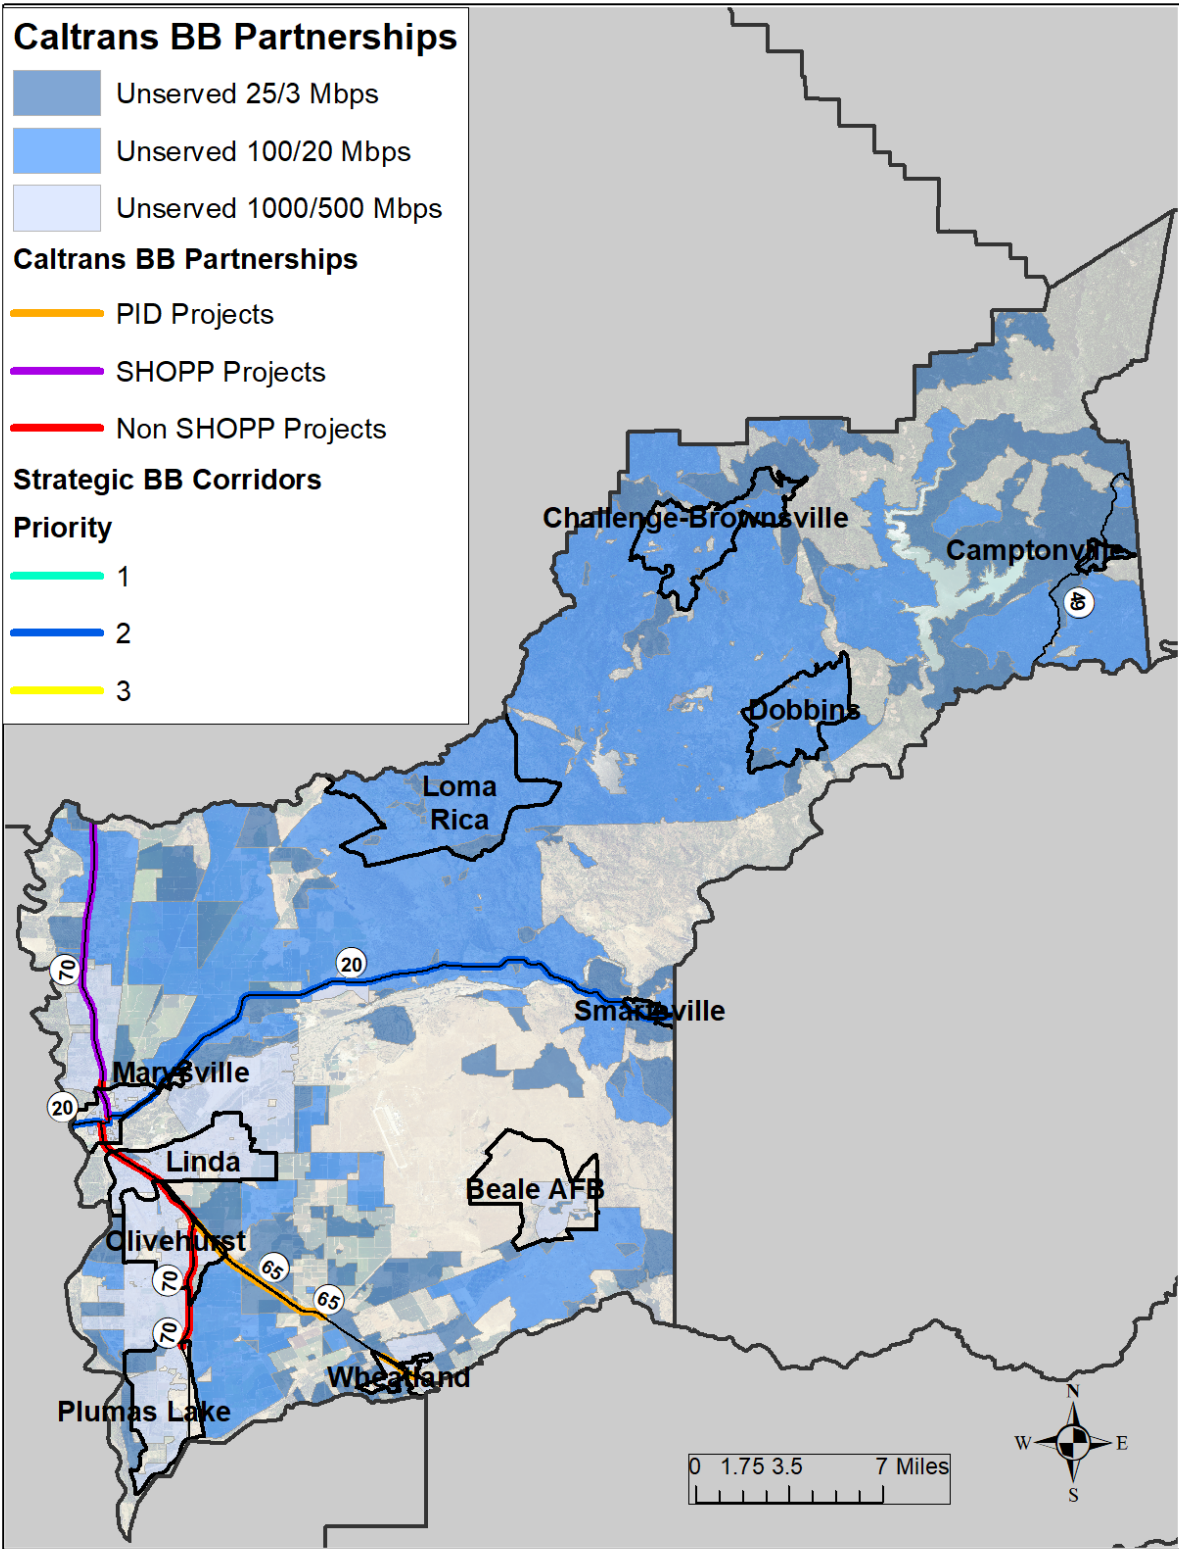 Caltrans BB Partnerships
Unserved 25/3 Mbps
Unserved 100/20 Mbps
Unserved 1000/500 Mbps
Caltrans BB Partnerships
PID Projects
SHOPP Projects
Non SHOPP Projects
Strategic BB Corridors
Priority
1
2
3
Challenge-Brownsville
Camptonville
49
Dobbins
Loma
Rica
70
20
Smartsville
Marysville
20
Linda
Beale AFB
Olivehurst
65
70
65
70
Wheatland
Plumas Lake
N
W E
S
0 1.75 3.5 7 Miles